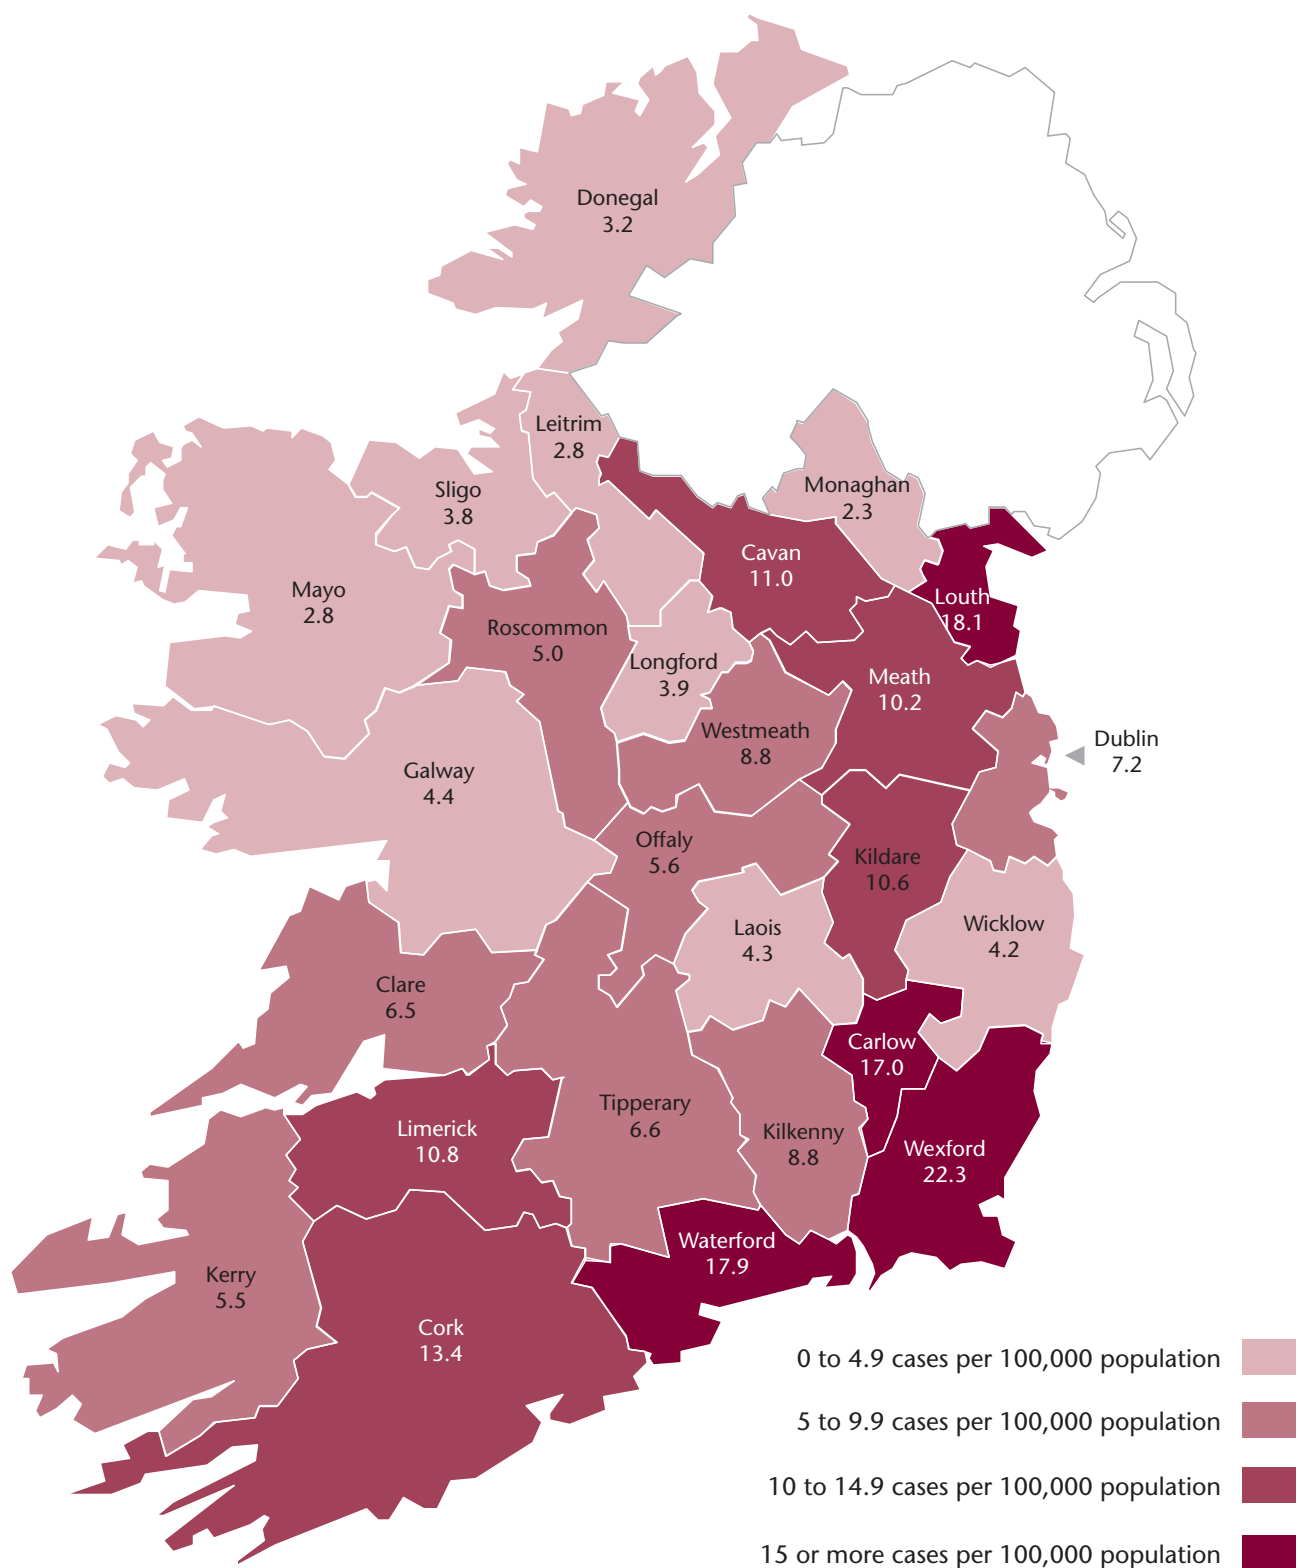 Donegal
3.2
Leitrim
2.8
Monaghan
2.3
Sligo
3.8
Cavan
11.0
Mayo
2.8
Louth
18.1
Roscommon
5.0
Longford
3.9
Meath
10.2
Westmeath
8.8
Dublin
7.2
Galway
4.4
Offaly
5.6
Kildare
10.6
Laois
4.3
Wicklow
4.2
Clare
6.5
Carlow
17.0
Tipperary
6.6
Limerick
10.8
Kilkenny
8.8
Wexford
22.3
Waterford
17.9
Kerry
5.5
Cork
13.4
0 to 4.9 cases per 100,000 population
5 to 9.9 cases per 100,000 population
10 to 14.9 cases per 100,000 population
15 or more cases per 100,000 population